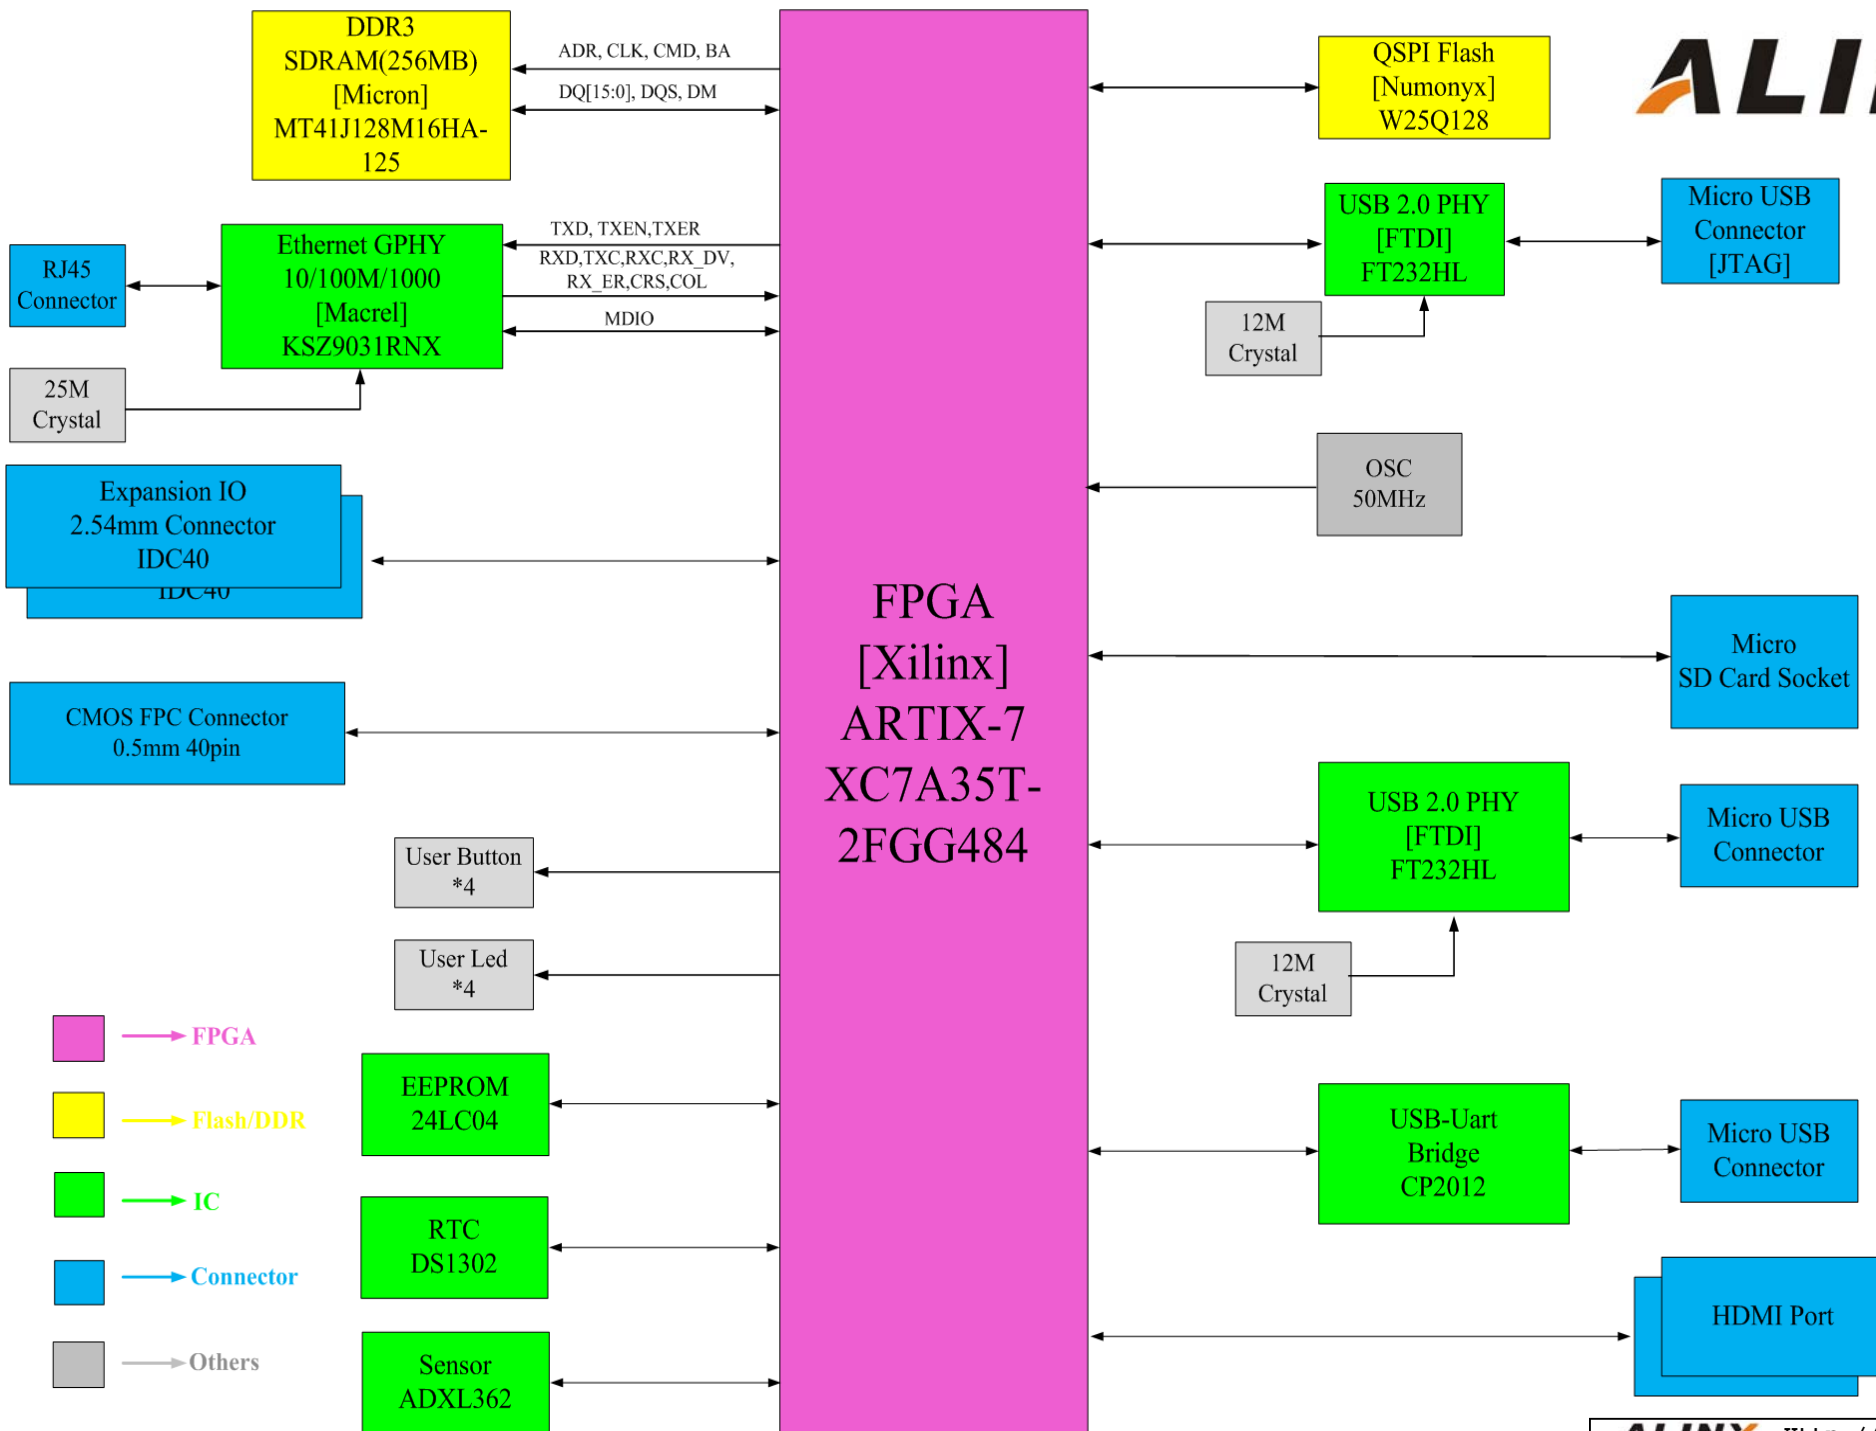 DDR3
SDRAM(256MB)
[Micron]
MT41J128M16HA-
125
ADR, CLK, CMD, BA
DQ[15:0], DQS, DM
QSPI Flash
[Numonyx]
W25Q128
ALI
RJ45
Connector
Ethernet GPHY
10/100M/1000
[Macrel]
KSZ9031RNX
TXD, TXEN,TXER
RXD,TXC,RXC,RX_DV,
RX_ER,CRS,COL
MDIO
25M
Crystal
USB 2.0 PHY
[FTDI]
FT232HL
Micro USB
Connector
[JTAG]
12M
Crystal
Expansion IO
2.54mm Connector
IDC40
IDC40
OSC
50MHz
FPGA
[Xilinx]
ARTIX-7
XC7A35T-
2FGG484
Micro
SD Card Socket
CMOS FPC Connector
0.5mm 40pin
USB 2.0 PHY
[FTDI]
FT232HL
Micro USB
Connector
User Button
*4
User Led
*4
12M
Crystal
FPGA
Flash/DDR
IC
Connector
Others
EEPROM
24LC04
RTC
DS1302
Sensor
ADXL362
USB-Uart
Bridge
CP2012
Micro USB
Connector
HDMI Port
ALINX